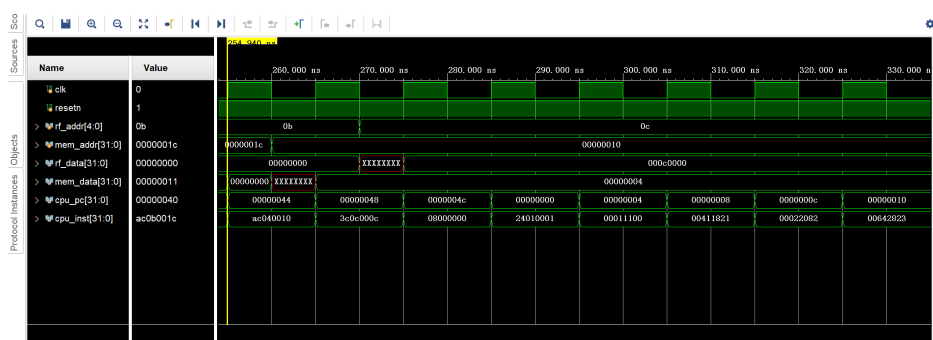 Sco
Sources
Objects
Protocol Instances
Name Value
254.940 ns
260.000 ns 270.000 ns 280.000 ns 290.000 ns 300.000 ns 310.000 ns 320.000 ns 330.000 n
clk 0
resetn 1
rf_addr[4:0] 0b 0b 0c
mem_addr[31:0] 0000001c 0000001c 00000010
rf_data[31:0] 00000000 00000000 XXXXXXXX 000c0000
mem_data[31:0] 00000011 00000000 XXXXXXXX 00000004
cpu_pc[31:0] 00000040 00000044 00000048 0000004c 00000000 00000004 00000008 0000000c 00000010
cpu_inst[31:0] ac0b001c ac040010 3c0c000c 08000000 24010001 00011100 00411821 00022082 00642823